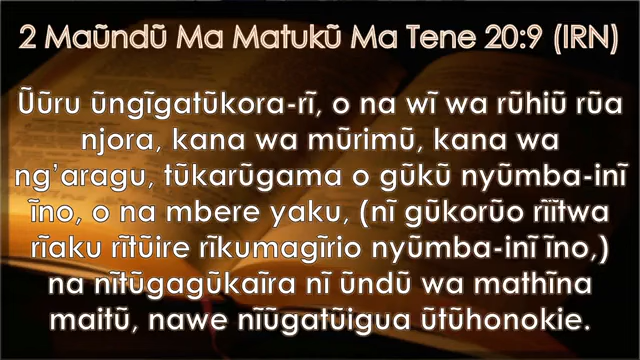 2 Maũndũ Ma Matukũ Ma Tene 20:9 (IRN)
Ũũru ũngĩgatũkora-rĩ, o na wĩ wa rũhiũ rũa
njora, kana wa mũrimũ, kana wa
ng’aragu, tũkarũgama o gũkũ nyũmba-inĩ
ĩno, o na mbere yaku, (nĩ gũkorũo rĩĩtwa
rĩaku rĩtũire rĩkumagĩrio nyũmba-inĩ ĩno,)
na nĩtũgagũkaĩra nĩ ũndũ wa mathĩna
maitũ, nawe nĩũgatũigua ũtũhonokie.